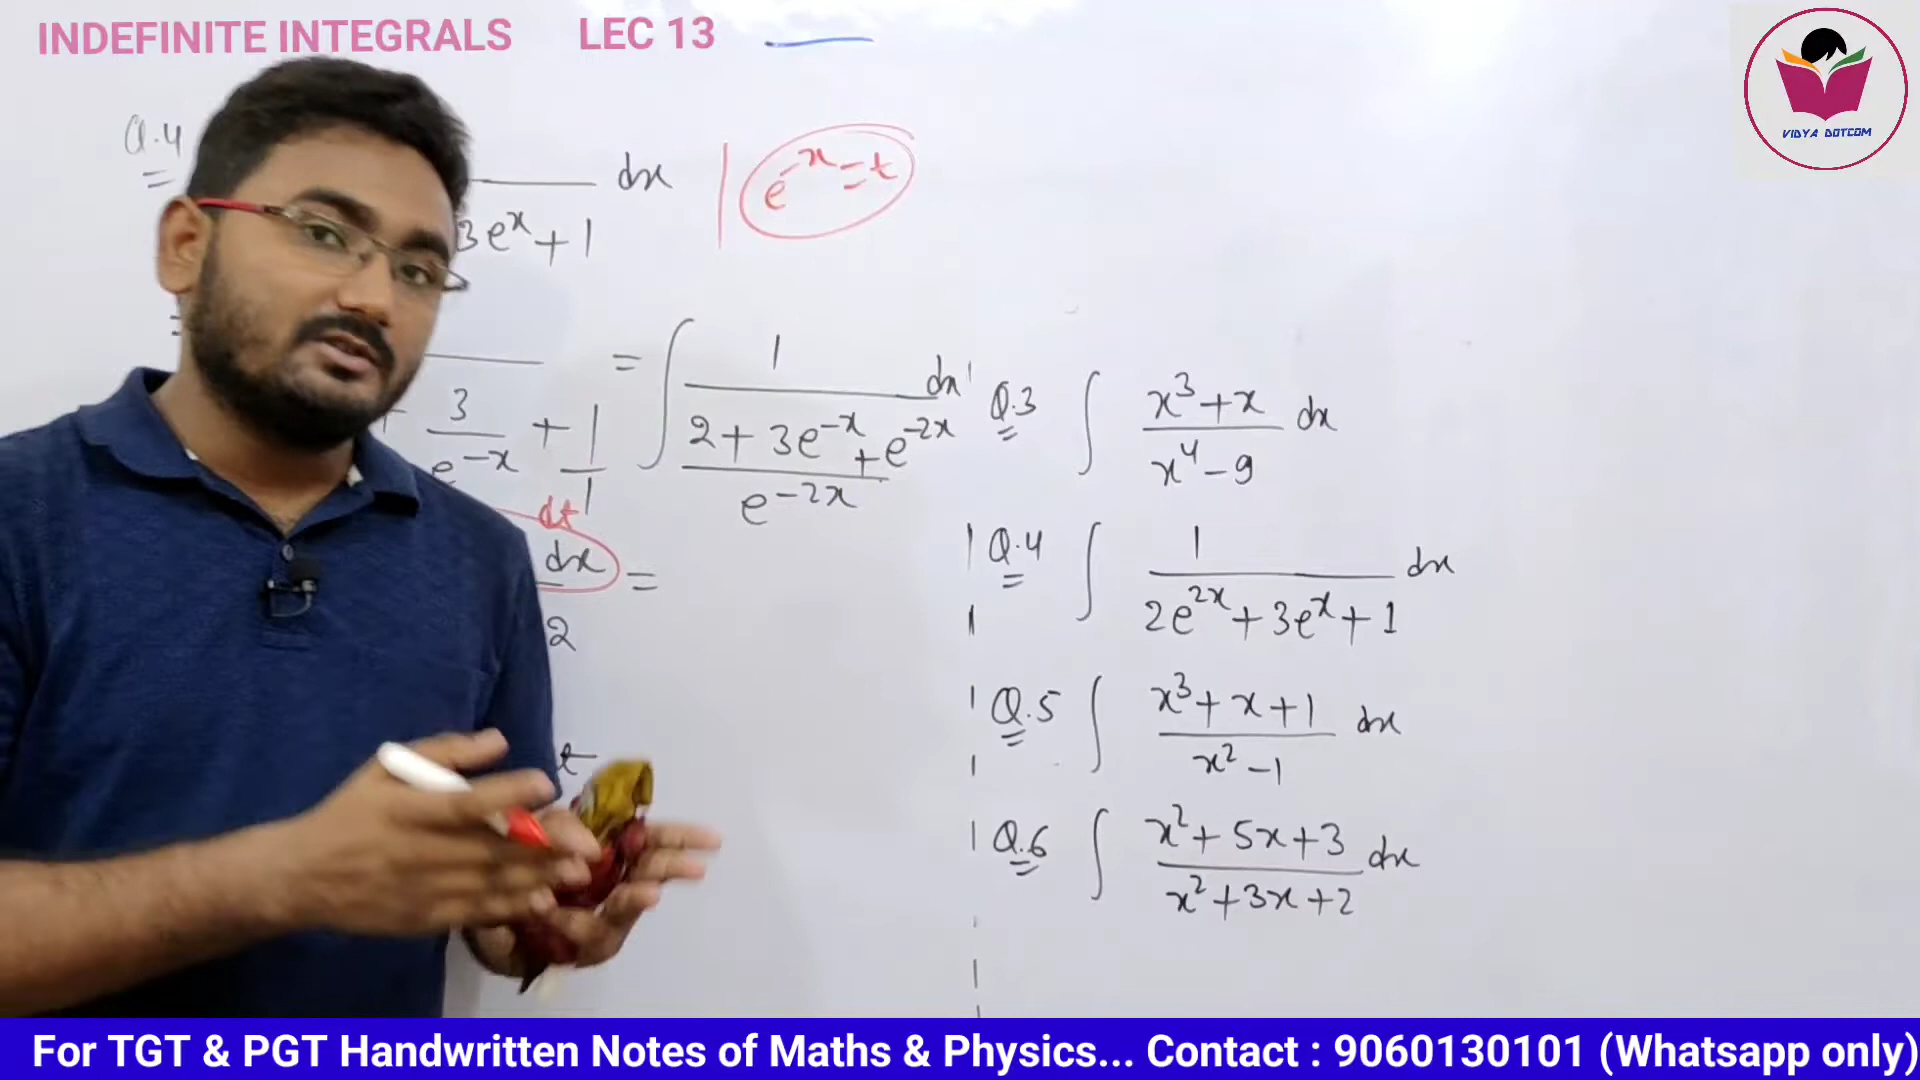 INDEFINITE INTEGRALS LEC 13
VIDYA DOTCOM
Q.4
dx | e^-x = t
3e^x + 1
=
3/e^-x + 1/1 = ∫ 1/((2 + 3e^-x + e^-2x)/e^-2x) dx
dt
dx =
2
t
Q.3 ∫ (x^3 + x)/(x^4 - 9) dx
Q.4 ∫ 1/(2e^2x + 3e^x + 1) dx
Q.5 ∫ (x^3 + x + 1)/(x^2 - 1) dx
Q.6 ∫ (x^2 + 5x + 3)/(x^2 + 3x + 2) dx
For TGT & PGT Handwritten Notes of Maths & Physics... Contact : 9060130101 (Whatsapp only)